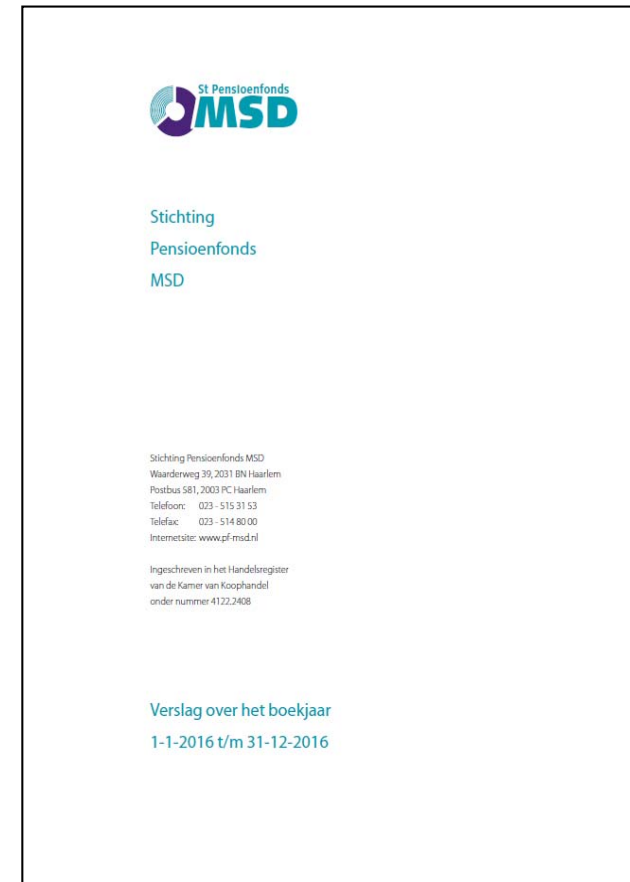 St Pensioenfonds
MSD
Stichting
Pensioenfonds
MSD
Stichting Pensioenfonds MSD
Waarderweg 39, 2031 BN Haarlem
Postbus 581, 2003 PC Haarlem
Telefoon: 023 - 515 31 53
Telefax: 023 - 514 80 00
Internetsite: www.pf-msd.nl
Ingeschreven in het Handelsregister
van de Kamer van Koophandel
onder nummer 4122.2408
Verslag over het boekjaar
1-1-2016 t/m 31-12-2016